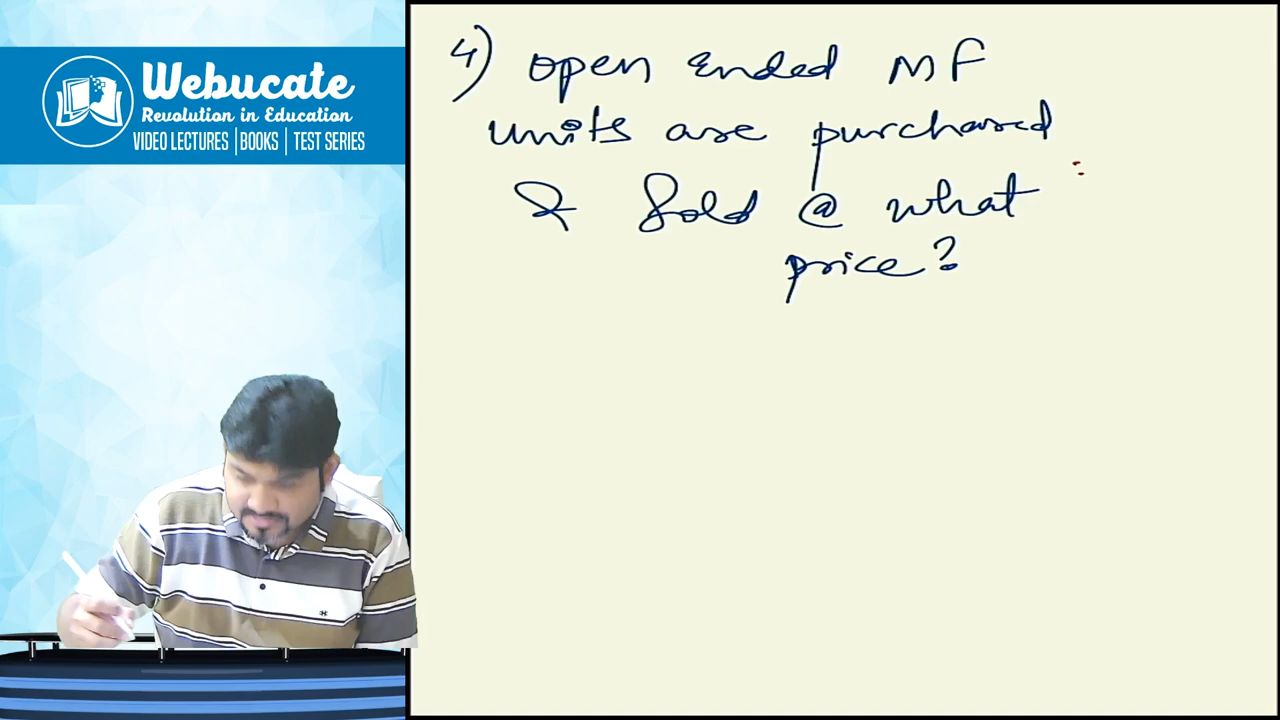 Webucate
Revolution in Education
VIDEO LECTURES | BOOKS | TEST SERIES
4) open Ended MF
units are purchased
& Sold @ what
price?